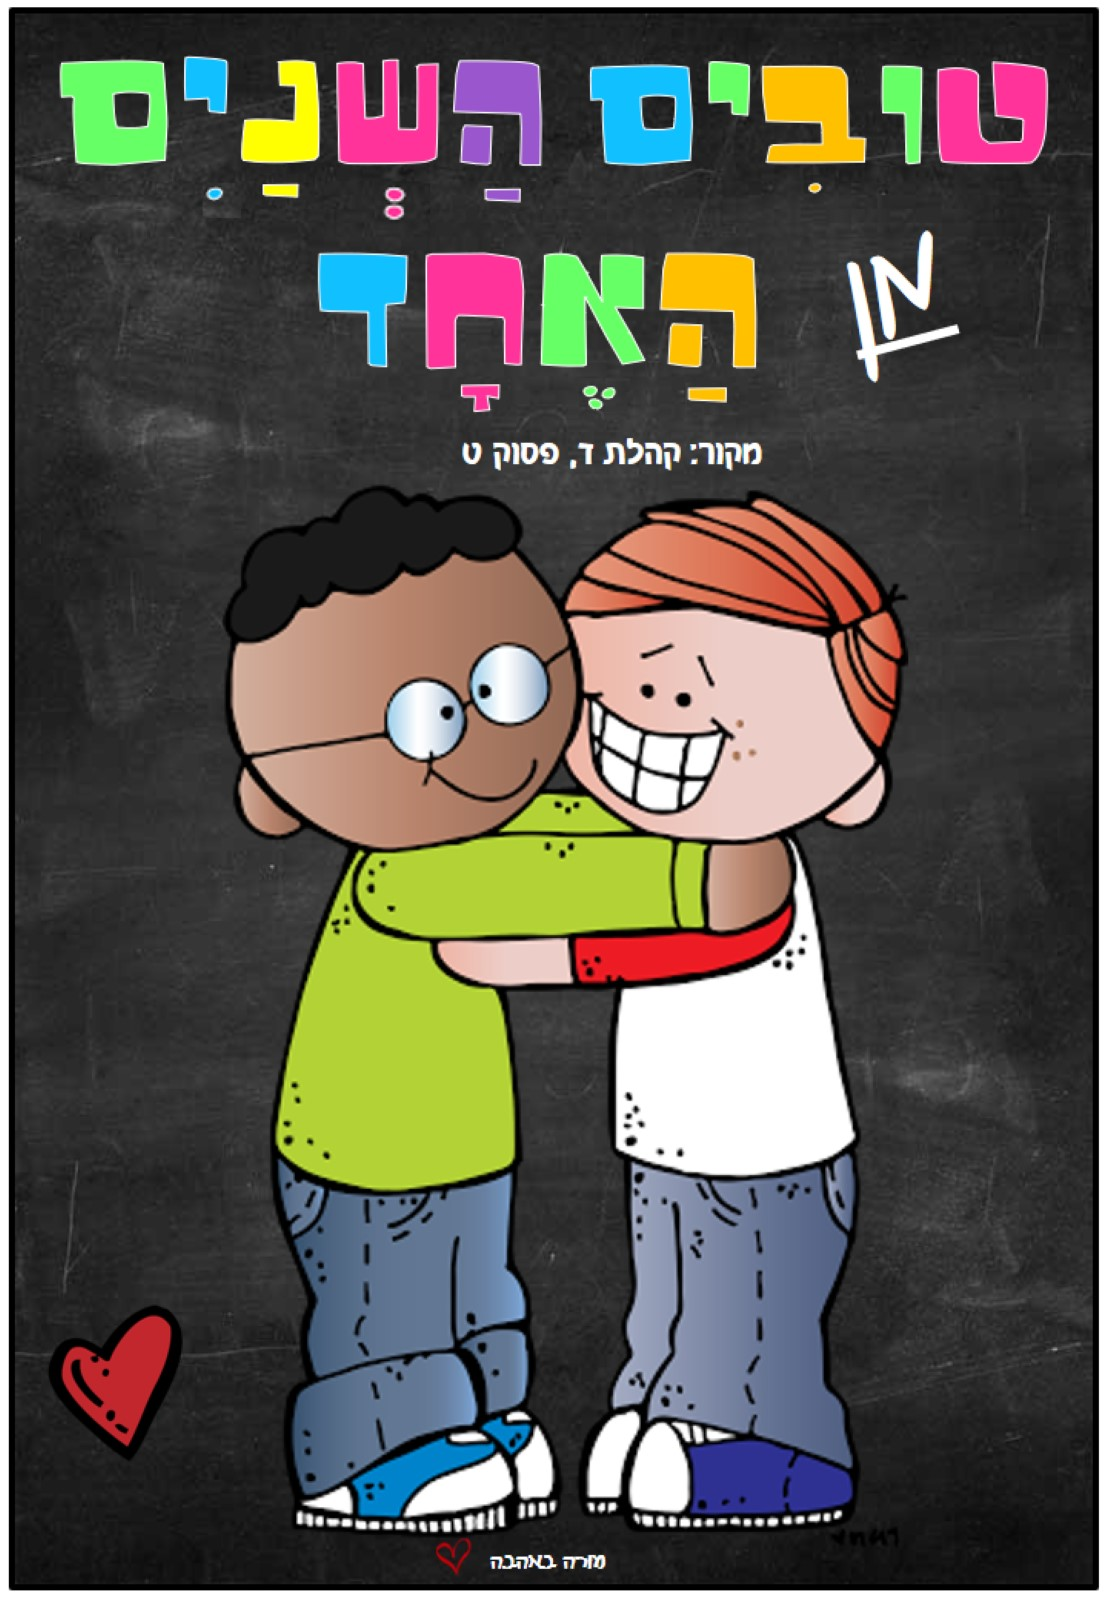 טובִים הַשְנַיִם
מן הַאֶחָד
מקור: קהלת ד, פסוק ט
מורה באהבה